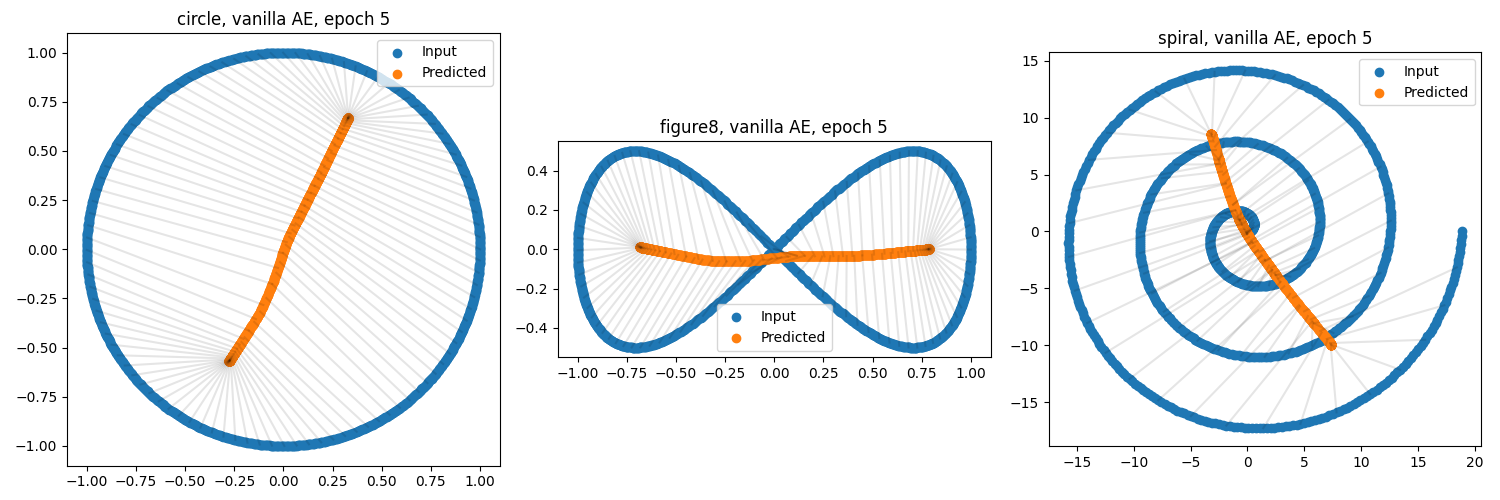 circle, vanilla AE, epoch 5
Input
Predicted
1.00
0.75
0.50
0.25
0.00
−0.25
−0.50
−0.75
−1.00
−1.00 −0.75 −0.50 −0.25 0.00 0.25 0.50 0.75 1.00
figure8, vanilla AE, epoch 5
0.4
0.2
0.0
−0.2
−0.4
Input
Predicted
−1.00 −0.75 −0.50 −0.25 0.00 0.25 0.50 0.75 1.00
spiral, vanilla AE, epoch 5
Input
Predicted
15
10
5
0
−5
−10
−15
−15 −10 −5 0 5 10 15 20